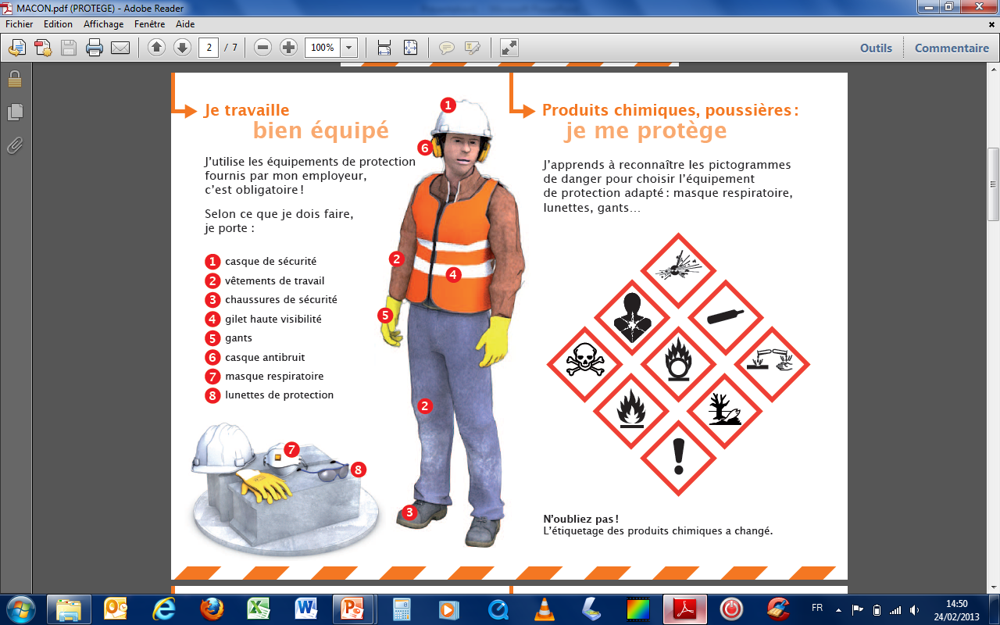 MACON.pdf (PROTEGE) - Adobe Reader
Fichier Edition Affichage Fenêtre Aide
2 / 7 100% Outils Commentaire
Je travaille
bien équipé
J’utilise les équipements de protection
fournis par mon employeur,
c’est obligatoire !
Selon ce que je dois faire,
je porte :
1 casque de sécurité
2 vêtements de travail
3 chaussures de sécurité
4 gilet haute visibilité
5 gants
6 casque antibruit
7 masque respiratoire
8 lunettes de protection
1
6
2
4
5
2
3
7
8
Produits chimiques, poussières :
je me protège
J’apprends à reconnaître les pictogrammes
de danger pour choisir l’équipement
de protection adapté : masque respiratoire,
lunettes, gants…
N’oubliez pas !
L’étiquetage des produits chimiques a changé.
FR
14:50
24/02/2013